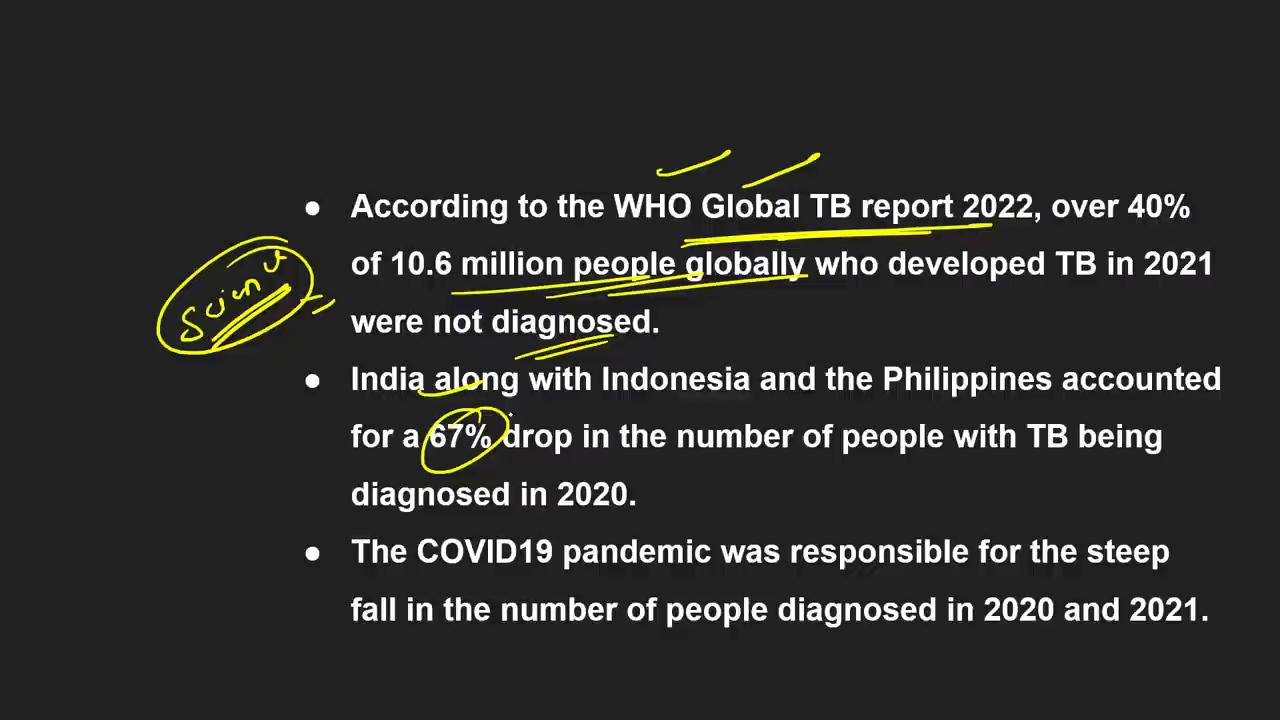 ● According to the WHO Global TB report 2022, over 40%
of 10.6 million people globally who developed TB in 2021
were not diagnosed.
● India along with Indonesia and the Philippines accounted
for a 67% drop in the number of people with TB being
diagnosed in 2020.
● The COVID19 pandemic was responsible for the steep
fall in the number of people diagnosed in 2020 and 2021.